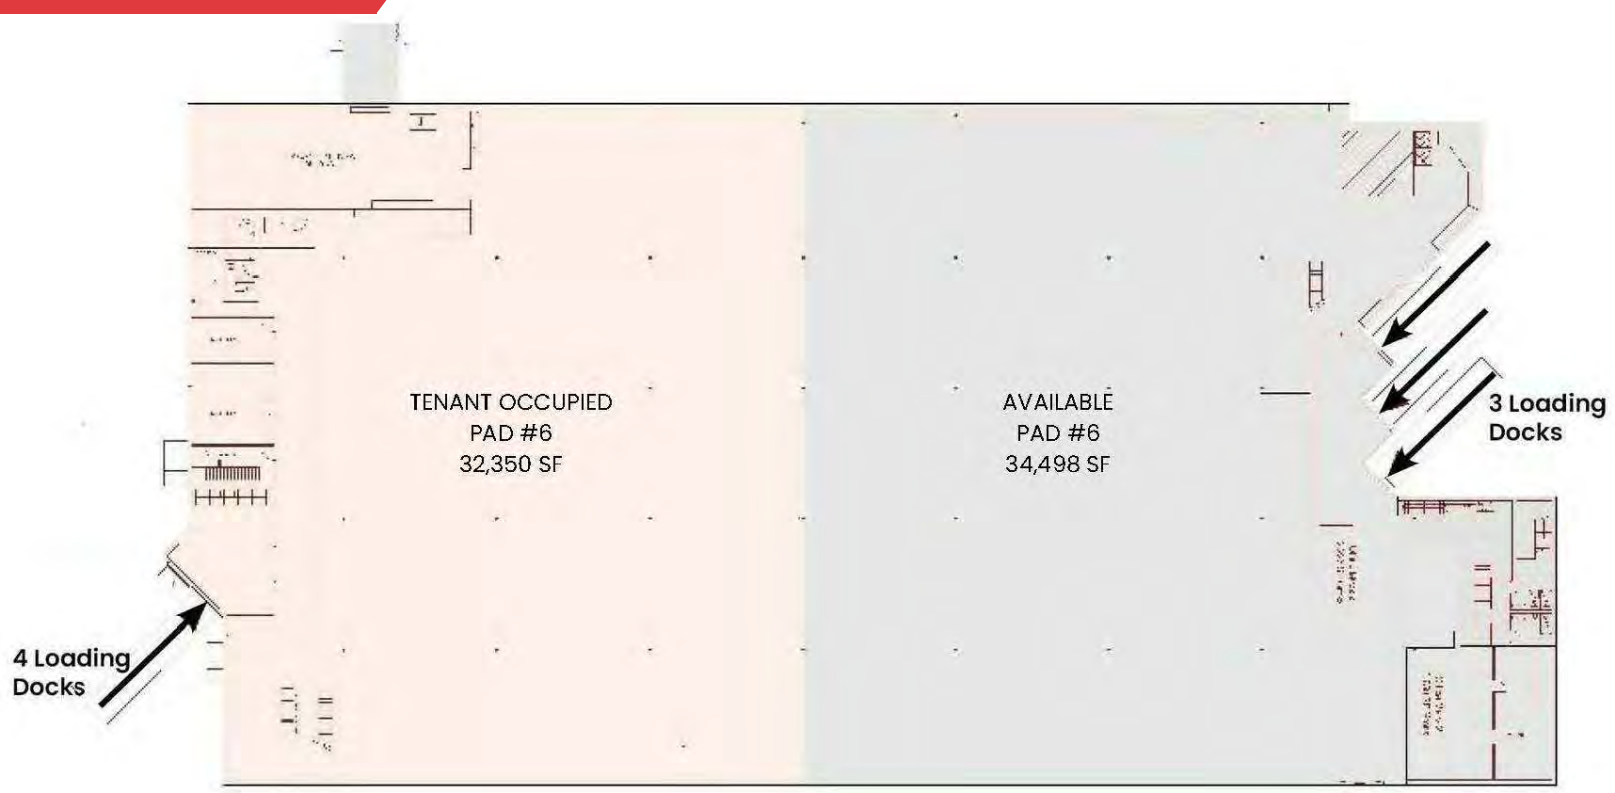 TENANT OCCUPIED
PAD #6
32,350 SF
AVAILABLE
PAD #6
34,498 SF
3 Loading
Docks
4 Loading
Docks